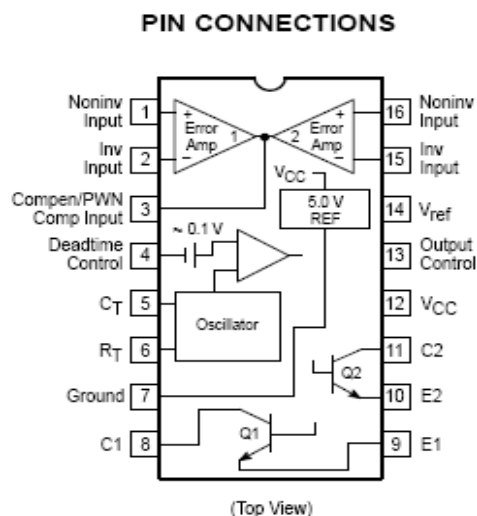 PIN CONNECTIONS
Noninv Input 1
Inv Input 2
Compen/PWN Comp Input 3
Deadtime Control 4
CT 5
RT 6
Ground 7
C1 8
+
Error Amp
1
–
2
+
Error Amp
–
VCC
5.0 V REF
~ 0.1 V
Oscillator
Q2
Q1
16 Noninv Input
15 Inv Input
14 Vref
13 Output Control
12 VCC
11 C2
10 E2
9 E1
(Top View)